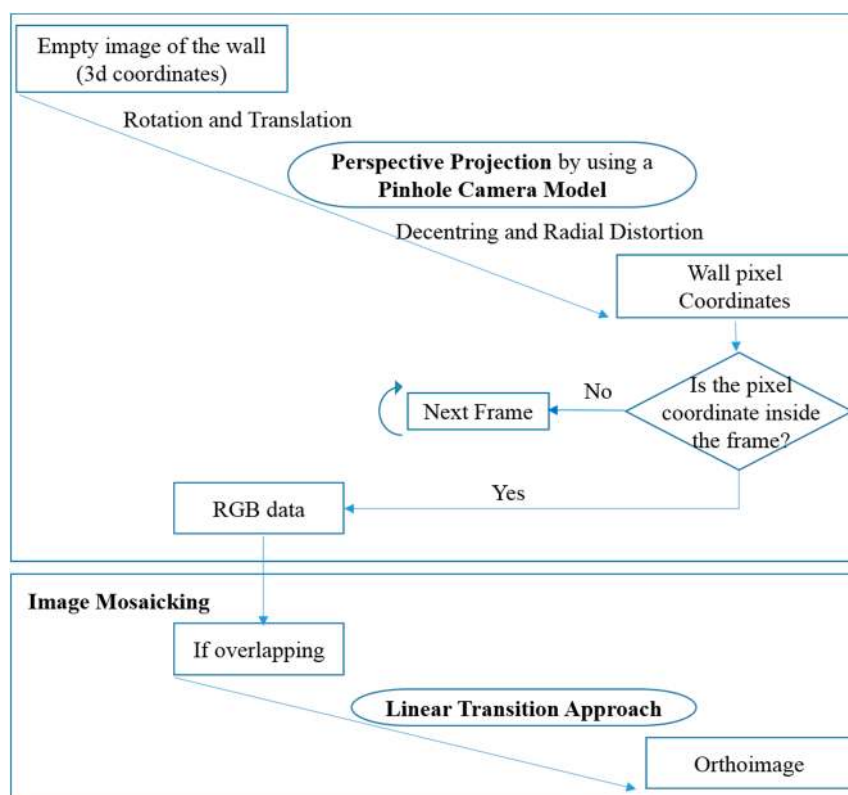 Empty image of the wall
(3d coordinates)
Rotation and Translation
Perspective Projection by using a
Pinhole Camera Model
Decentring and Radial Distortion
Wall pixel
Coordinates
Is the pixel
coordinate inside
the frame?
No
Next Frame
Yes
RGB data
Image Mosaicking
If overlapping
Linear Transition Approach
Orthoimage